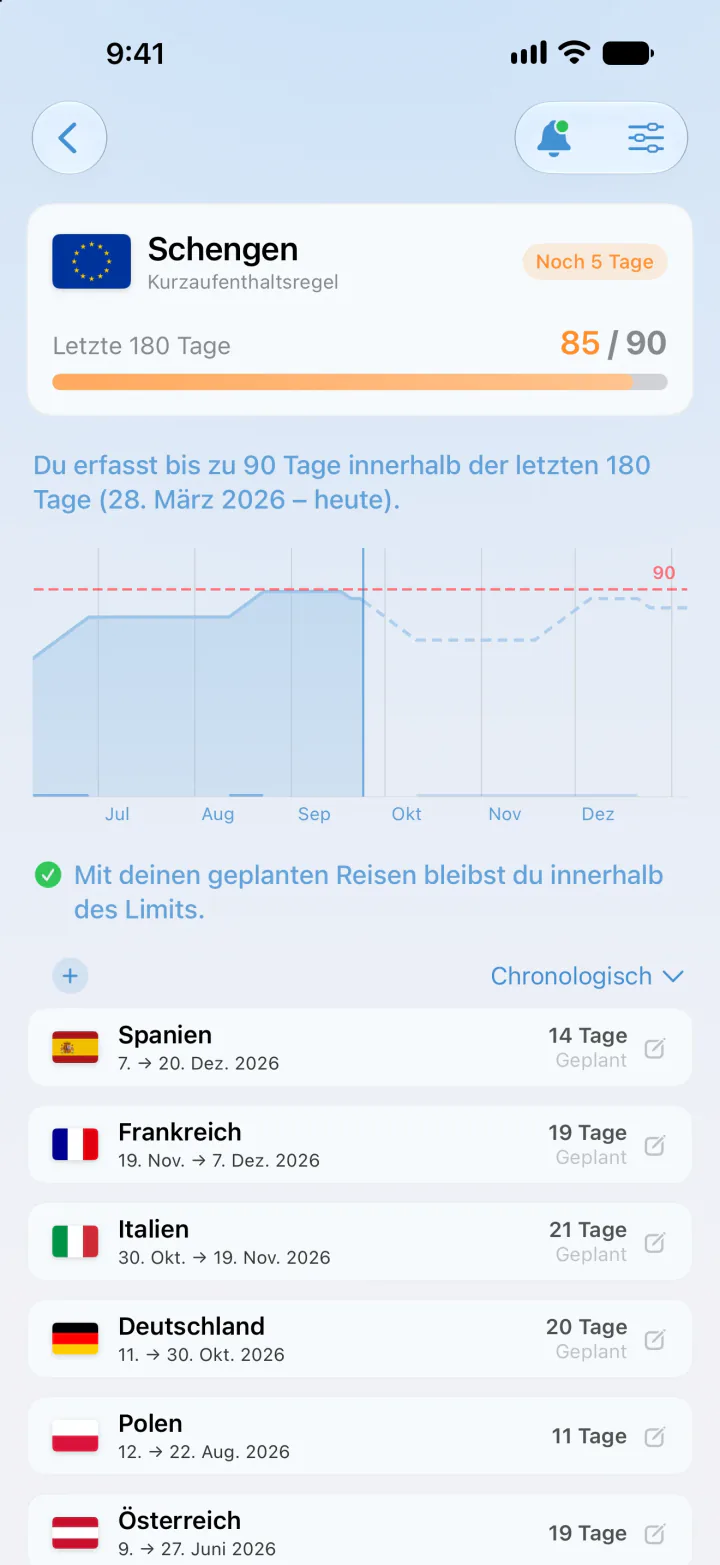 9:41
Schengen
Noch 5 Tage
Kurzaufenthaltsregel
Letzte 180 Tage
85 / 90
Du erfasst bis zu 90 Tage innerhalb der letzten 180
Tage (28. März 2026 – heute).
90
Jul Aug Sep Okt Nov Dez
Mit deinen geplanten Reisen bleibst du innerhalb
des Limits.
Chronologisch
Spanien
14 Tage
7. → 20. Dez. 2026
Geplant
Frankreich
19 Tage
19. Nov. → 7. Dez. 2026
Geplant
Italien
21 Tage
30. Okt. → 19. Nov. 2026
Geplant
Deutschland
20 Tage
11. → 30. Okt. 2026
Geplant
Polen
11 Tage
12. → 22. Aug. 2026
Österreich
19 Tage
9. → 27. Juni 2026